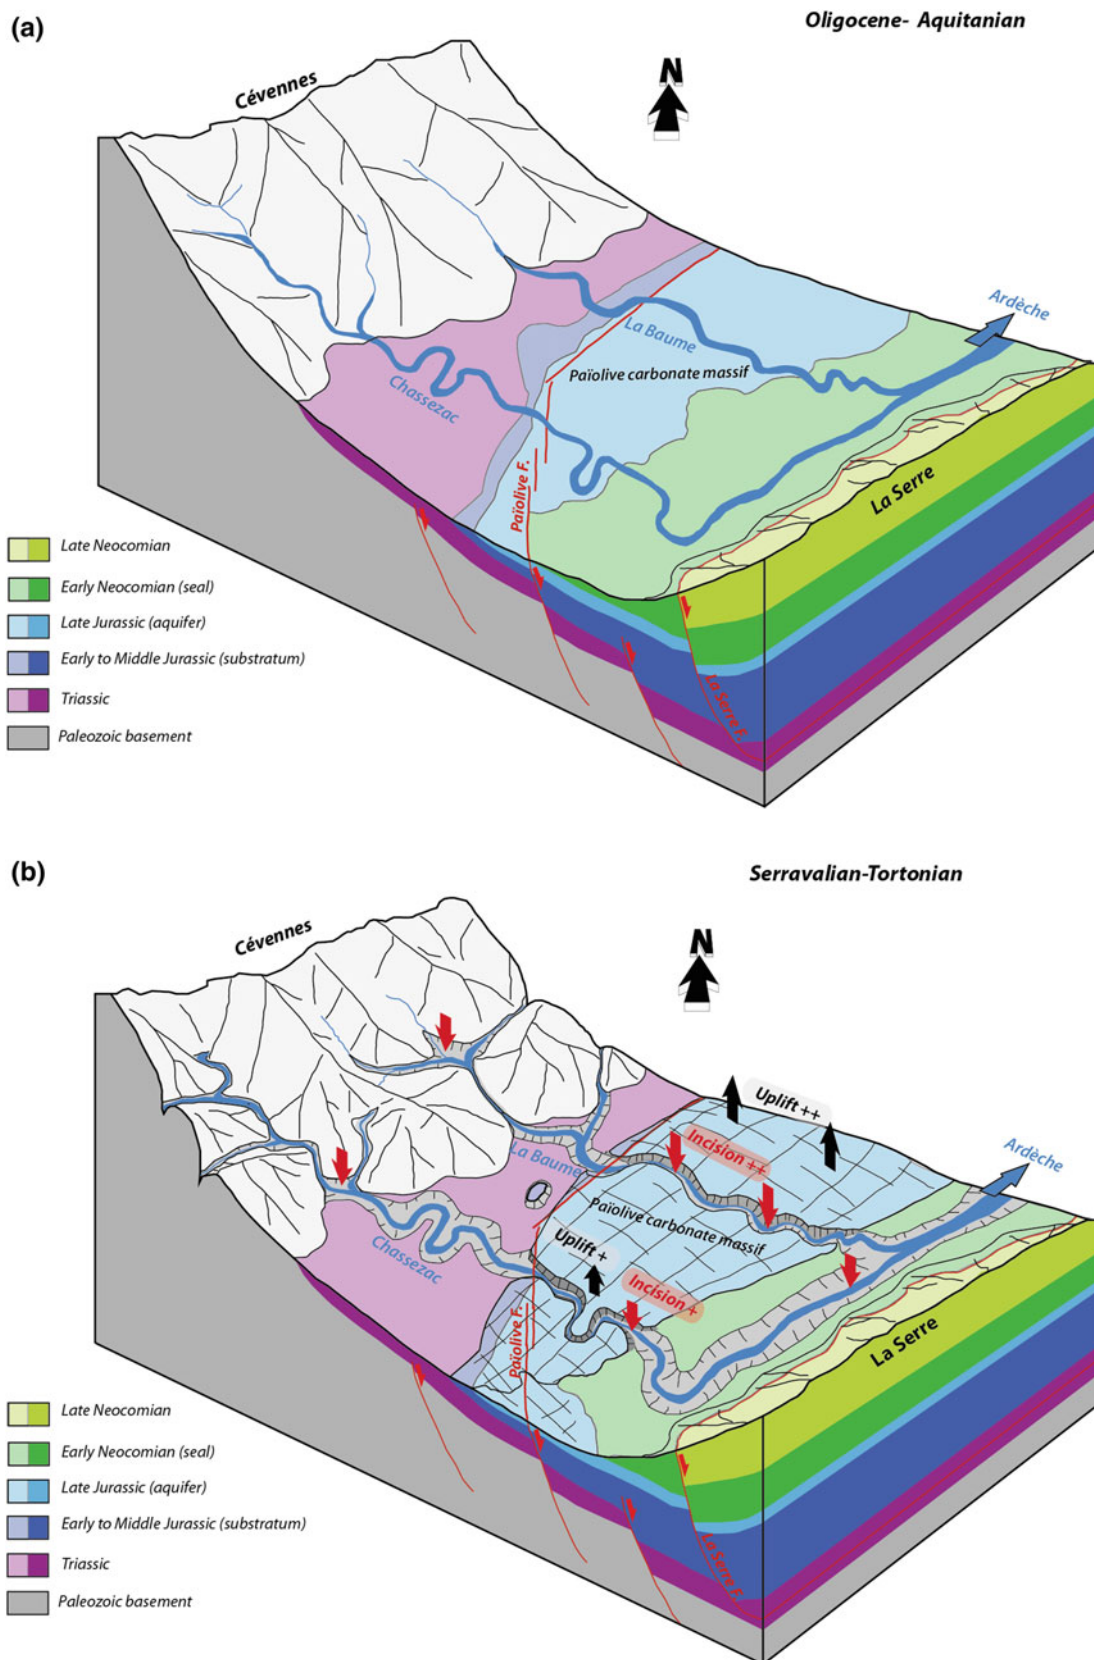 (a)
Oligocene- Aquitanian
Cévennes
N
Ardèche
La Baume
Païolive carbonate massif
Chassezac
Païolive F.
La Serre
La Serre F.
Late Neocomian
Early Neocomian (seal)
Late Jurassic (aquifer)
Early to Middle Jurassic (substratum)
Triassic
Paleozoic basement
(b)
Serravalian-Tortonian
Cévennes
N
Uplift ++
Incision ++
Ardèche
La Baume
Païolive carbonate massif
Uplift +
Chassezac
Incision +
Païolive F.
La Serre
La Serre F.
Late Neocomian
Early Neocomian (seal)
Late Jurassic (aquifer)
Early to Middle Jurassic (substratum)
Triassic
Paleozoic basement